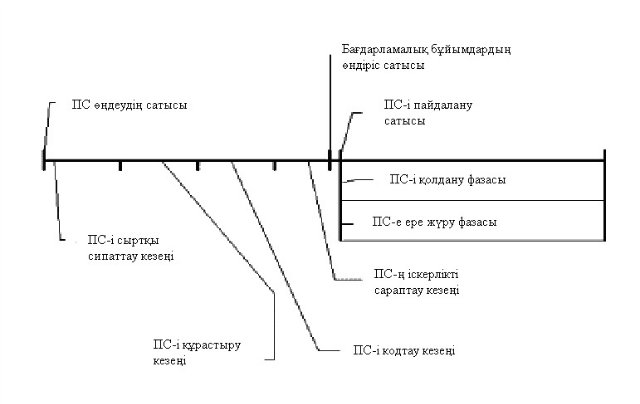 Бағдарламалық бұйымдардың
өндіріс сатысы
ПС өңдеудің сатысы
ПС-і пайдалану
сатысы
ПС-і қолдану фазасы
ПС-е ере жүру фазасы
ПС-і сыртқы
сипаттау кезеңі
ПС-ң іскерлікті
сараптау кезеңі
ПС-і құрастыру
кезеңі
ПС-і кодтау кезеңі